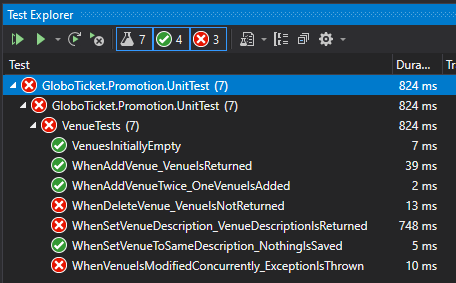 Test Explorer
7 4 3
Test Dura... Tr
GloboTicket.Promotion.UnitTest (7) 824 ms
GloboTicket.Promotion.UnitTest (7) 824 ms
VenueTests (7) 824 ms
VenuesInitiallyEmpty 7 ms
WhenAddVenue_VenueIsReturned 39 ms
WhenAddVenueTwice_OneVenueIsAdded 2 ms
WhenDeleteVenue_VenueIsNotReturned 13 ms
WhenSetVenueDescription_VenueDescriptionIsReturned 748 ms
WhenSetVenueToSameDescription_NothingIsSaved 5 ms
WhenVenueIsModifiedConcurrently_ExceptionIsThrown 10 ms